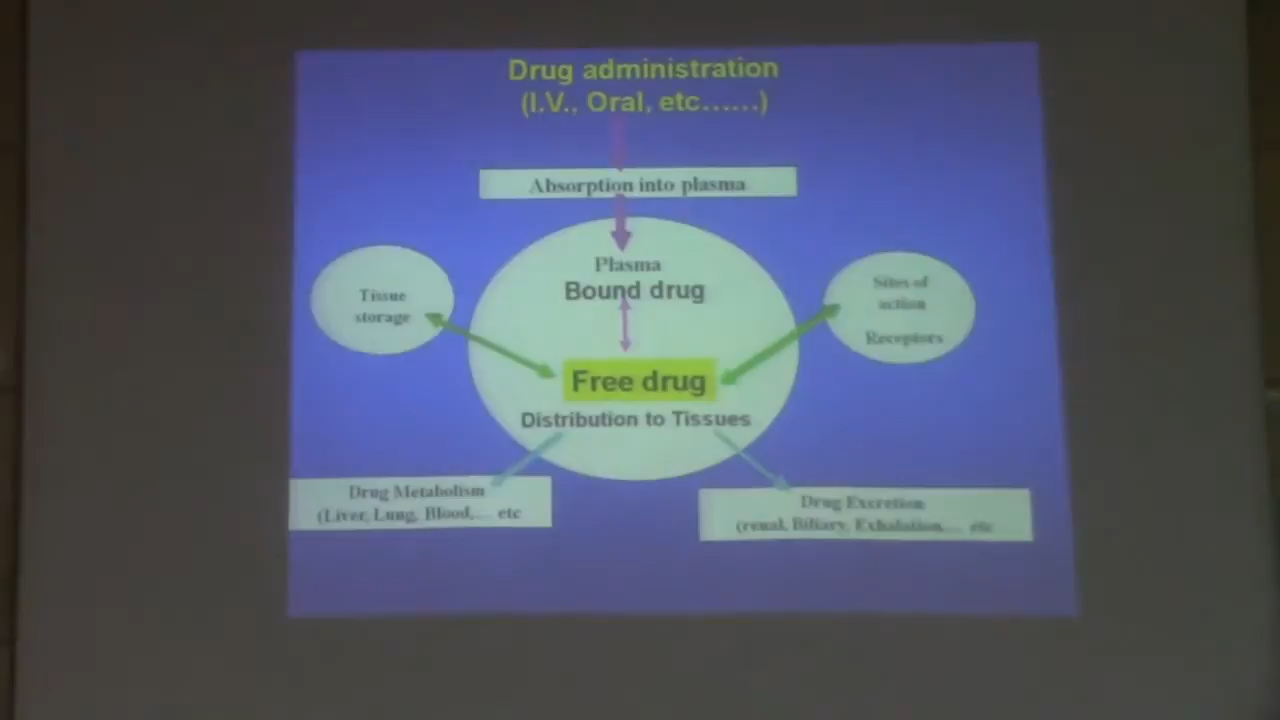 Drug administration
(I.V., Oral, etc......)
Absorption into plasma
Plasma
Bound drug
Tissue
storage
Sites of
action
Receptors
Free drug
Distribution to Tissues
Drug Metabolism
(Liver, Lung, Blood,... etc
Drug Excretion
(renal, Biliary, Exhalation,... etc